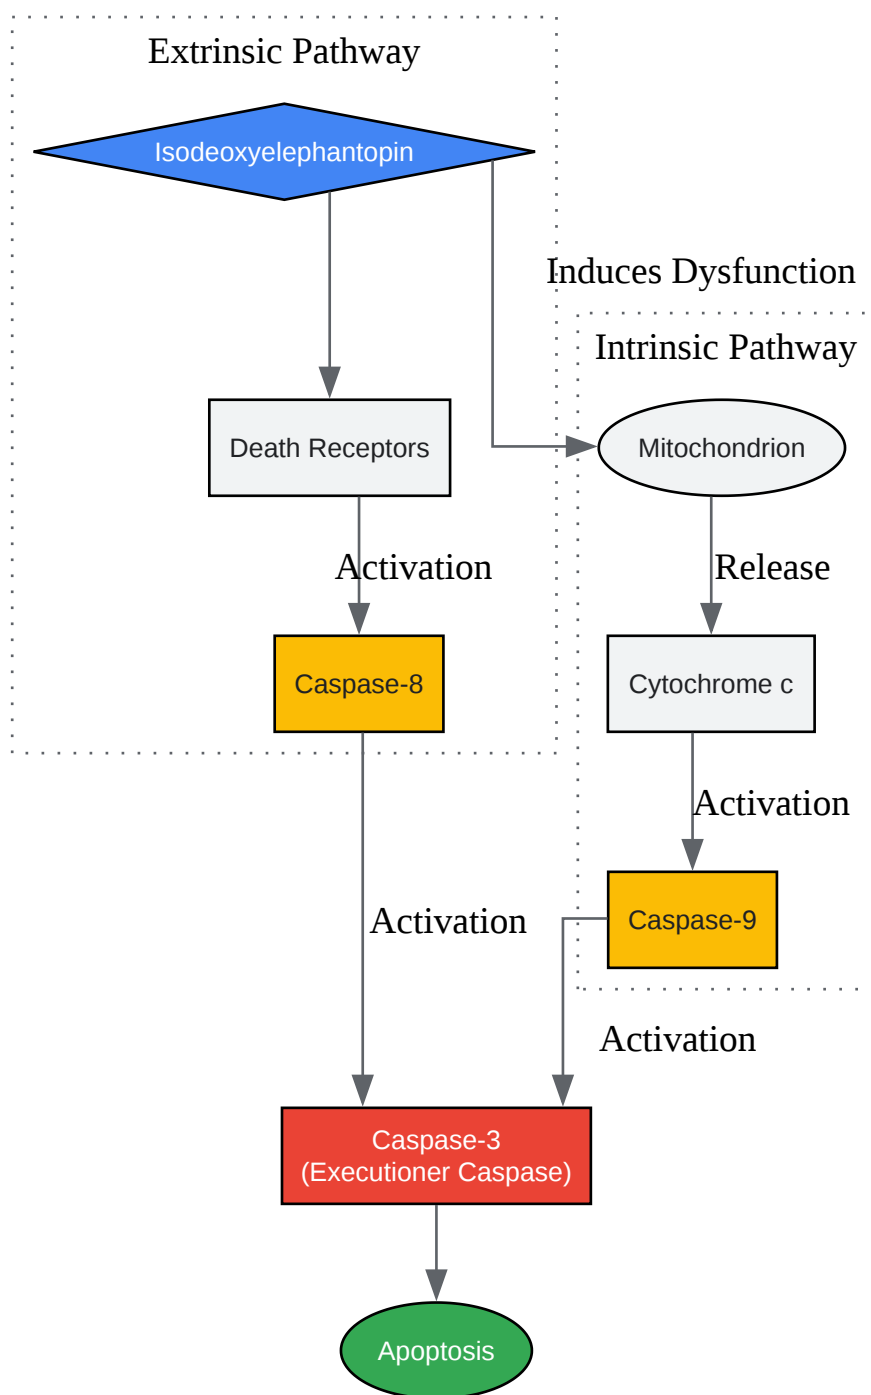 Extrinsic Pathway
Isodeoxyelephantopin
Induces Dysfunction
Intrinsic Pathway
Death Receptors
Mitochondrion
Activation
Release
Caspase-8
Cytochrome c
Activation
Activation
Caspase-9
Activation
Caspase-3
(Executioner Caspase)
Apoptosis